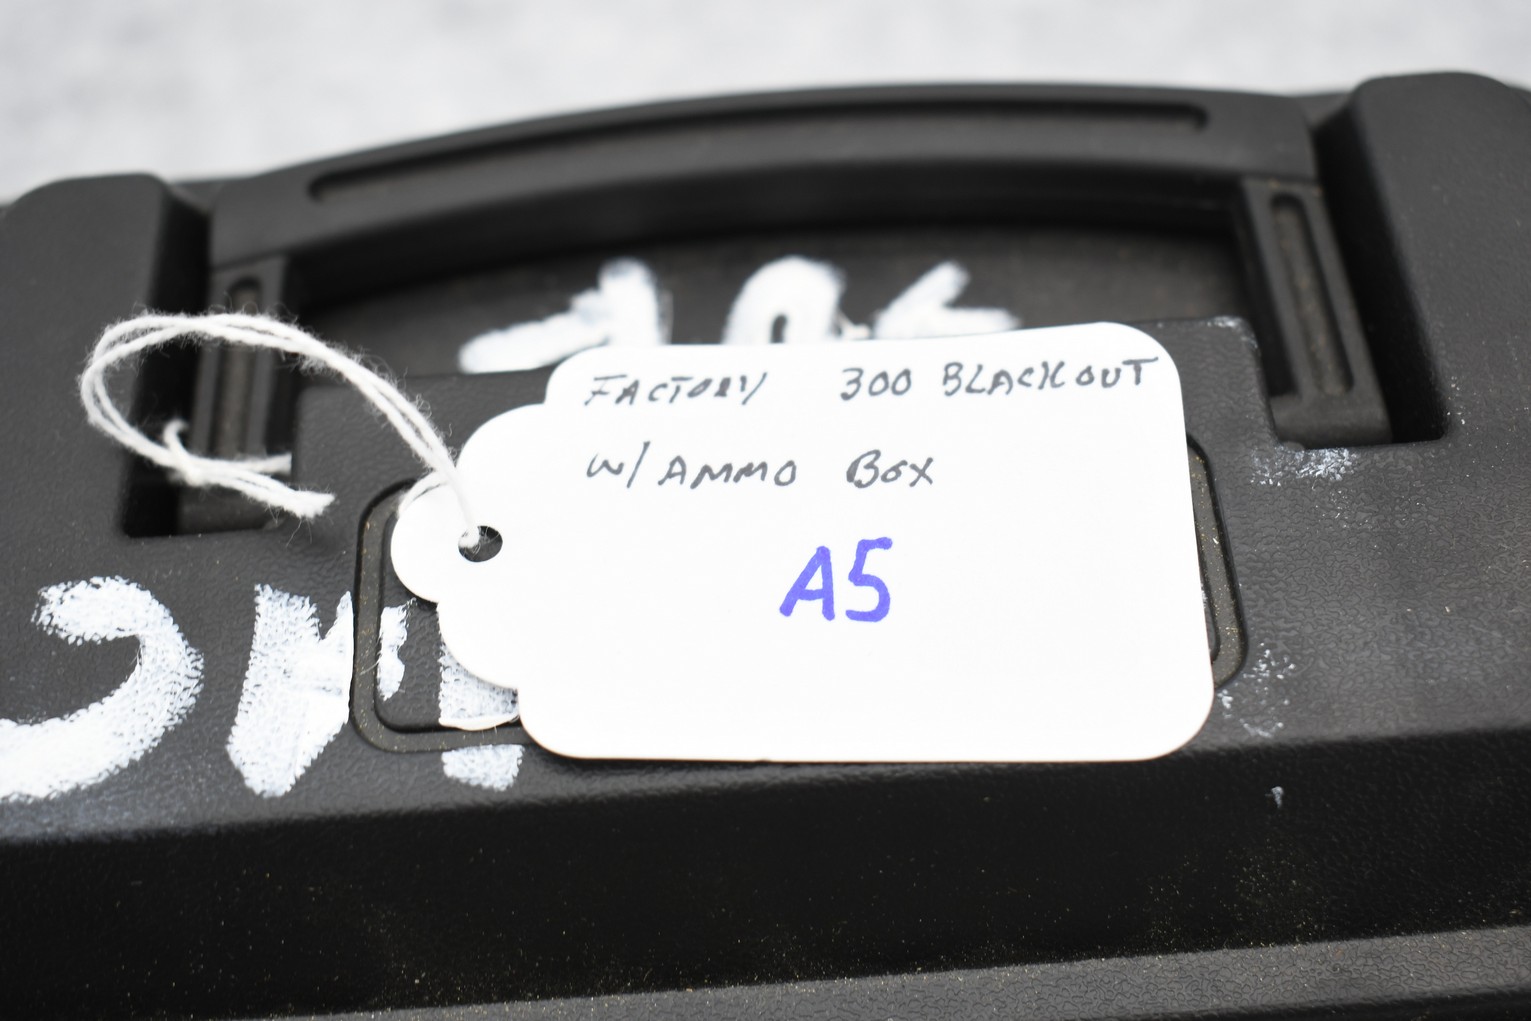 FACTORY 300 BLACKOUT
W/ AMMO BOX
A5